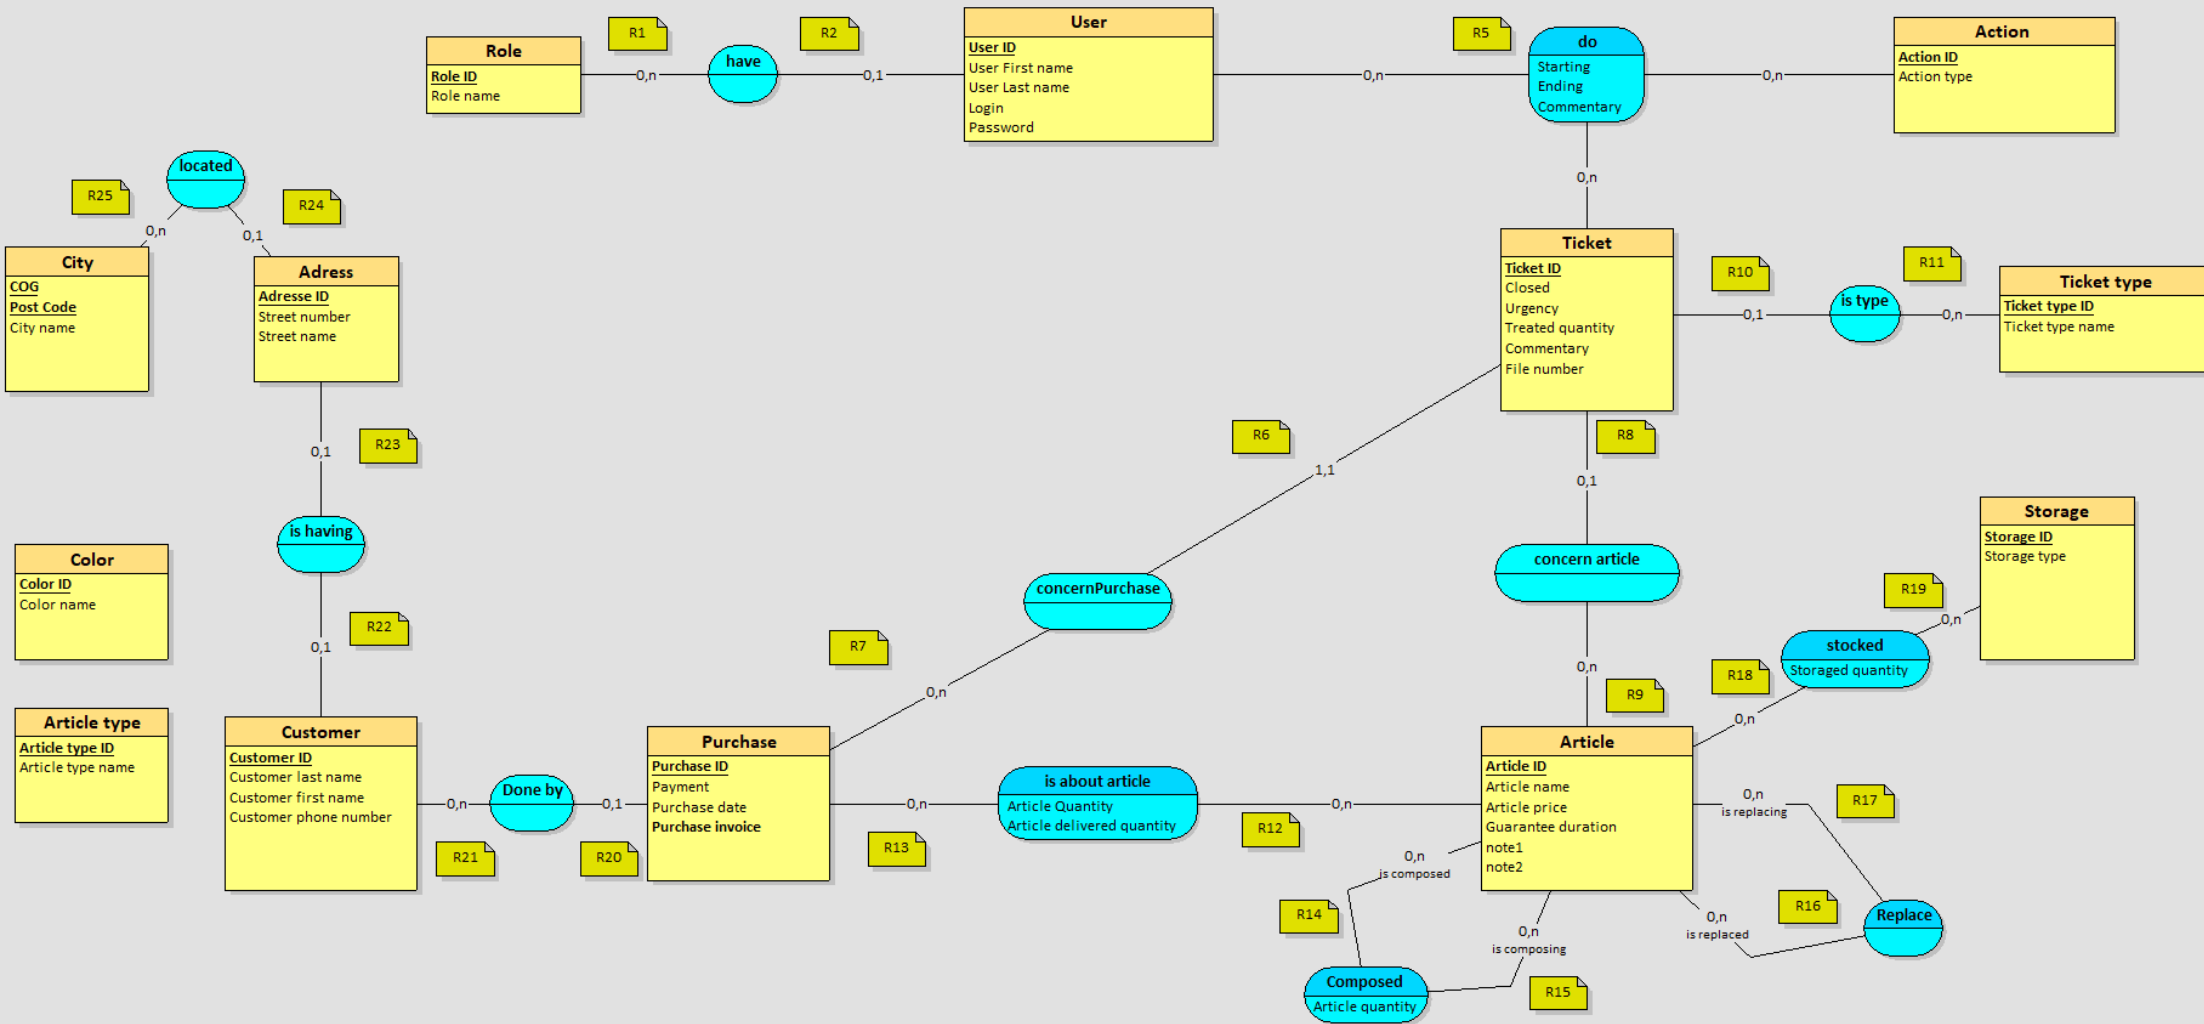 Role
Role ID
Role name
R1
0,n
have
R2
0,1
User
User ID
User First name
User Last name
Login
Password
0,n
R5
do
Starting
Ending
Commentary
0,n
Action
Action ID
Action type
0,n
located
R25
R24
0,n
0,1
City
COG
Post Code
City name
Adress
Adresse ID
Street number
Street name
Ticket
Ticket ID
Closed
Urgency
Treated quantity
Commentary
File number
R10
0,1
is type
R11
0,n
Ticket type
Ticket type ID
Ticket type name
0,1
R23
is having
0,1
R22
R6
1,1
R8
0,1
concern article
0,n
R9
concernPurchase
R7
0,n
Color
Color ID
Color name
Article type
Article type ID
Article type name
Storage
Storage ID
Storage type
R19
0,n
stocked
Storaged quantity
R18
0,n
Customer
Customer ID
Customer last name
Customer first name
Customer phone number
0,n
R21
Done by
0,1
R20
Purchase
Purchase ID
Payment
Purchase date
Purchase invoice
0,n
R13
is about article
Article Quantity
Article delivered quantity
R12
0,n
Article
Article ID
Article name
Article price
Guarantee duration
note1
note2
0,n
is replacing
R17
0,n
is replaced
R16
Replace
0,n
is composed
R14
0,n
is composing
R15
Composed
Article quantity